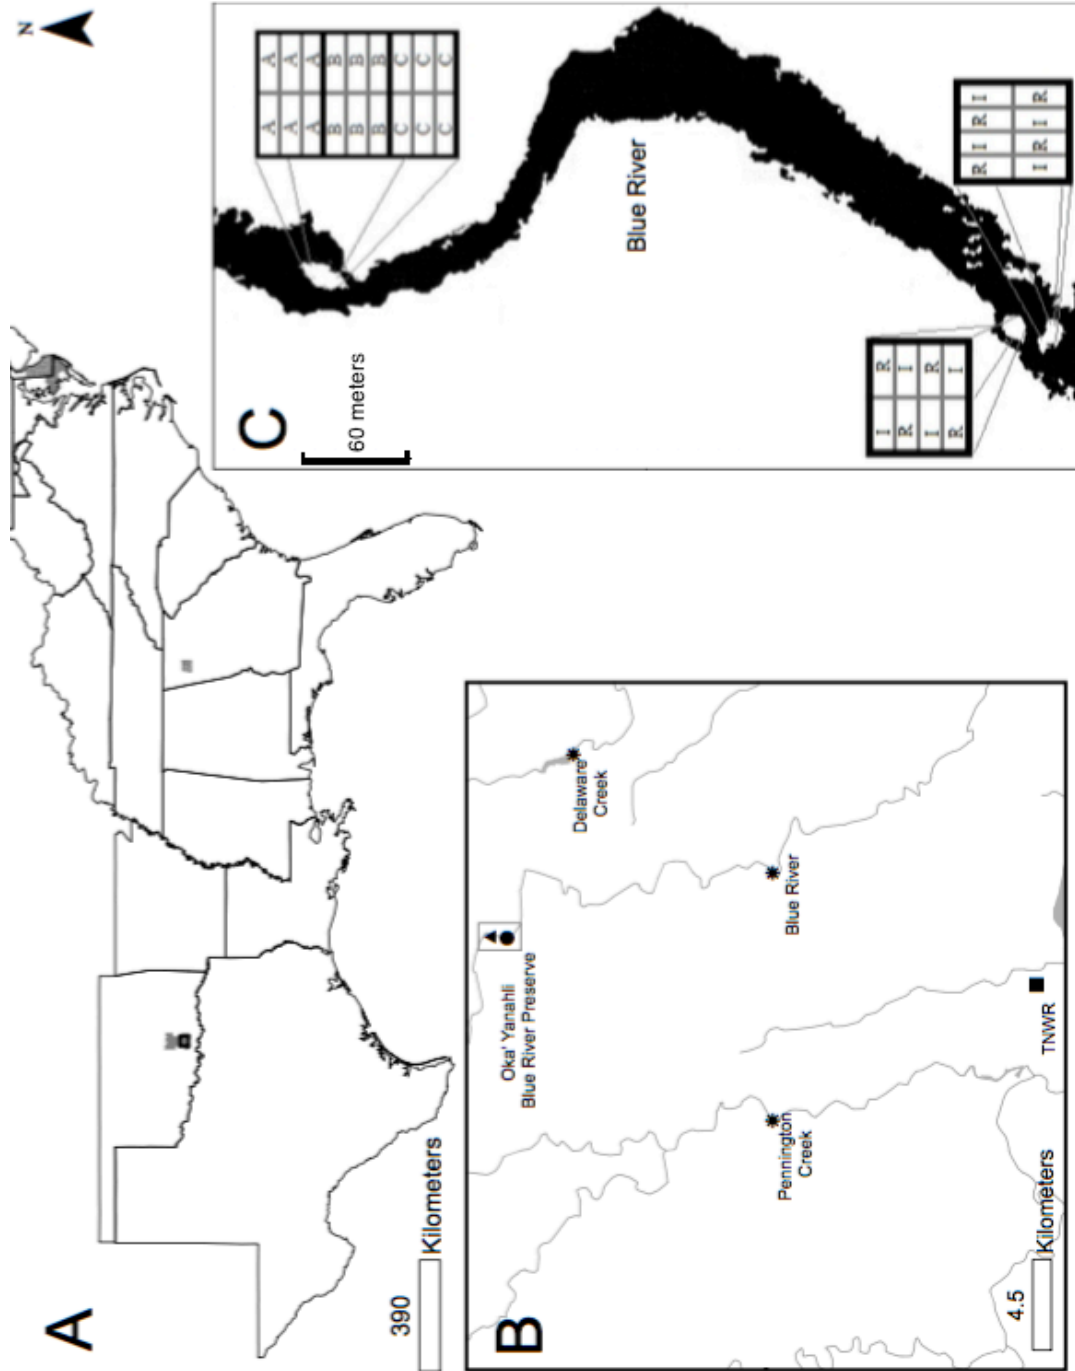 A
390
Kilometers
B
Oka' Yanahli
Blue River Preserve
Delaware
Creek
Pennington
Creek
Blue River
TNWR
4.5
Kilometers
N
C
60 meters
C C C B B B A A A
C C C B B B A A A
Blue River
R I R I
I R I R
I R
R I
I R
R I